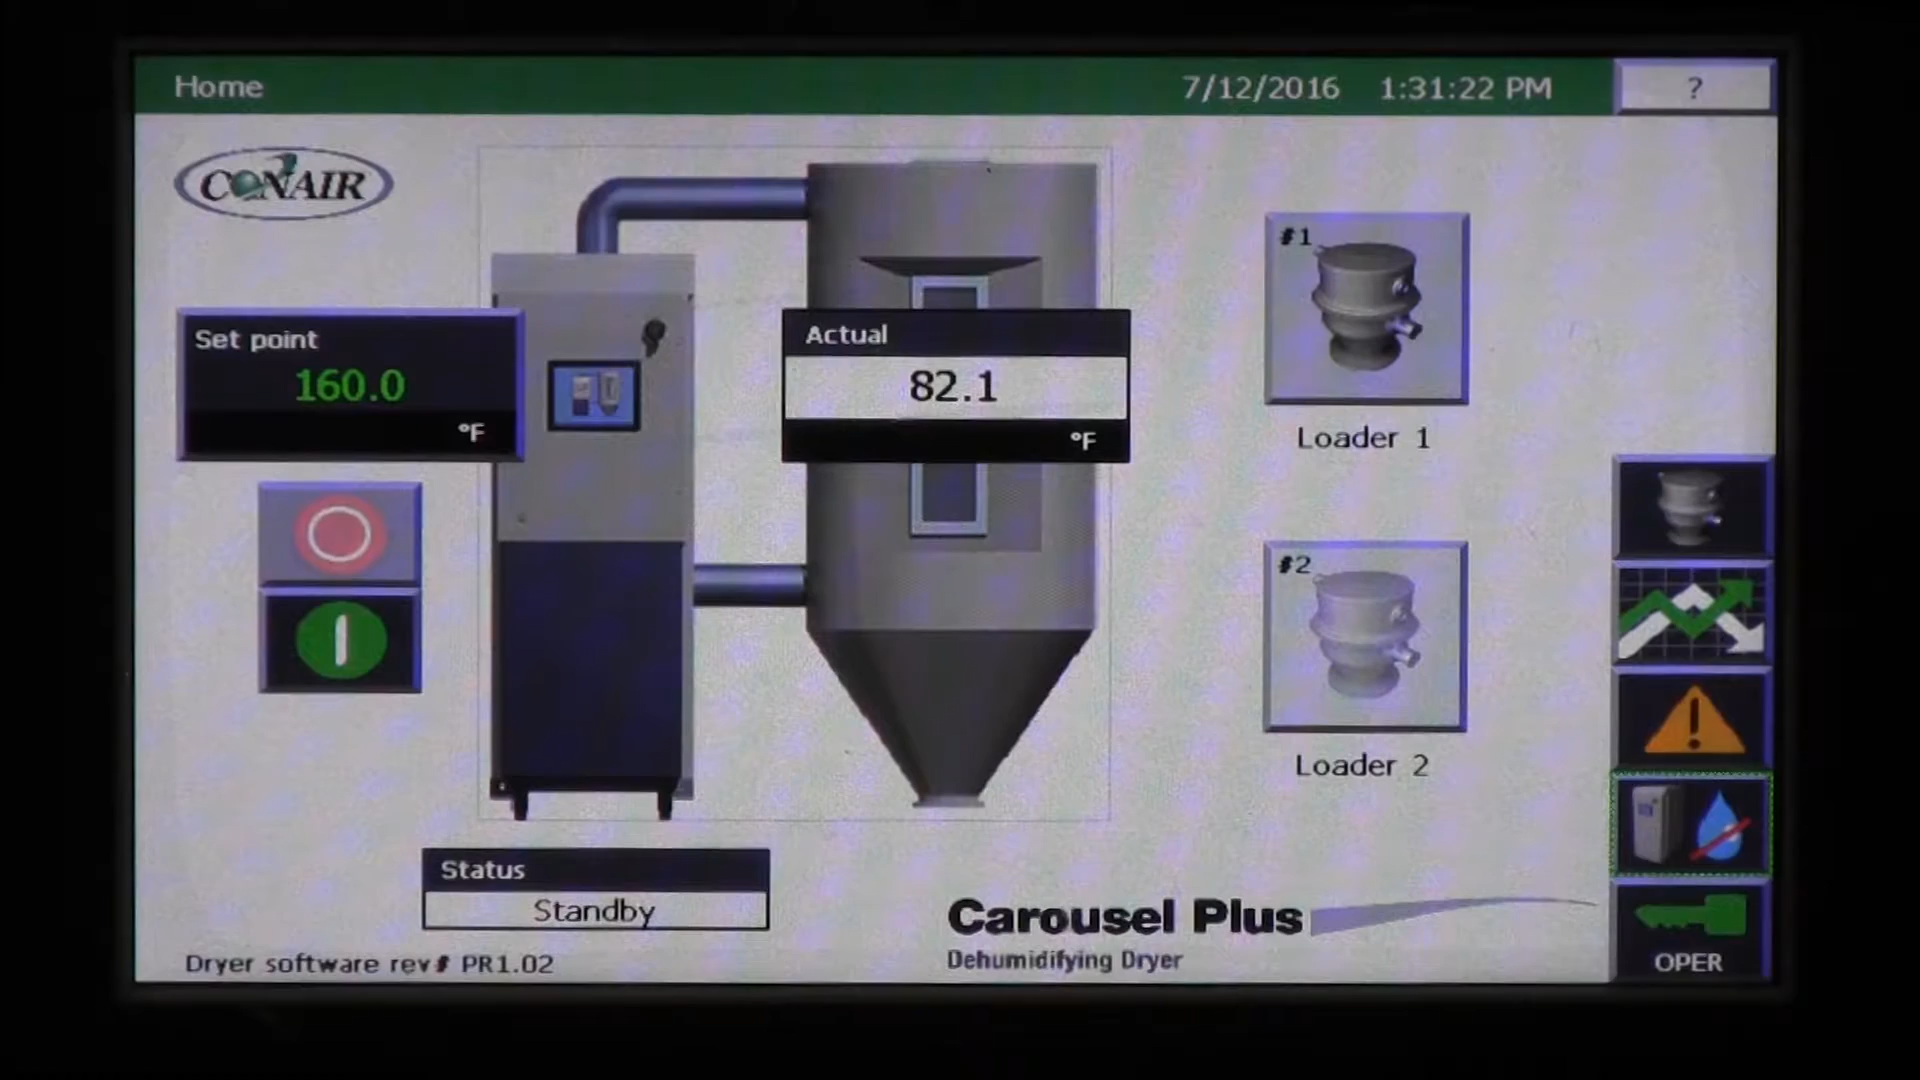 Home
7/12/2016 1:31:22 PM
?
CONAIR
#1
Set point
160.0
°F
Actual
82.1
°F
Loader 1
#2
Loader 2
Status
Standby
Carousel Plus
Dehumidifying Dryer
Dryer software rev# PR1.02
OPER